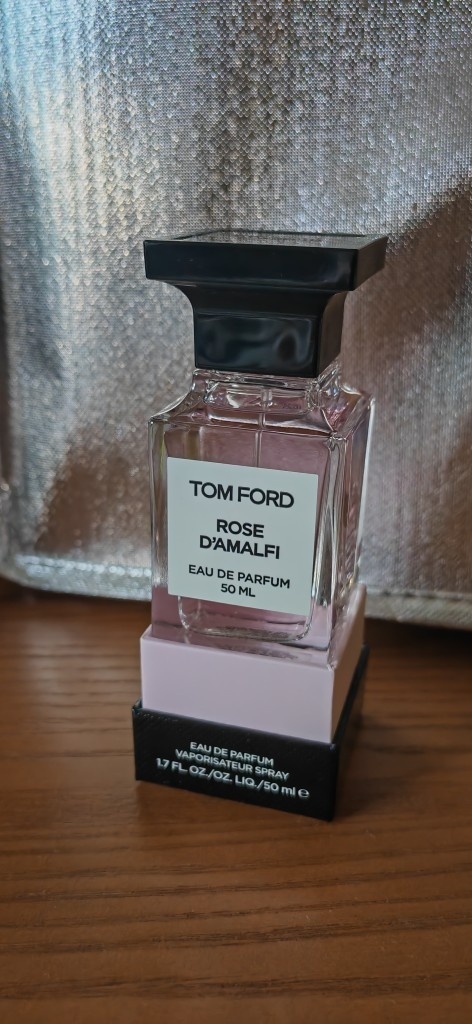 TOM FORD
ROSE
D'AMALFI
EAU DE PARFUM
50 ML
EAU DE PARFUM
VAPORISATEUR SPRAY
1.7 FL. OZ./OZ. LIQ./50 ml ℮